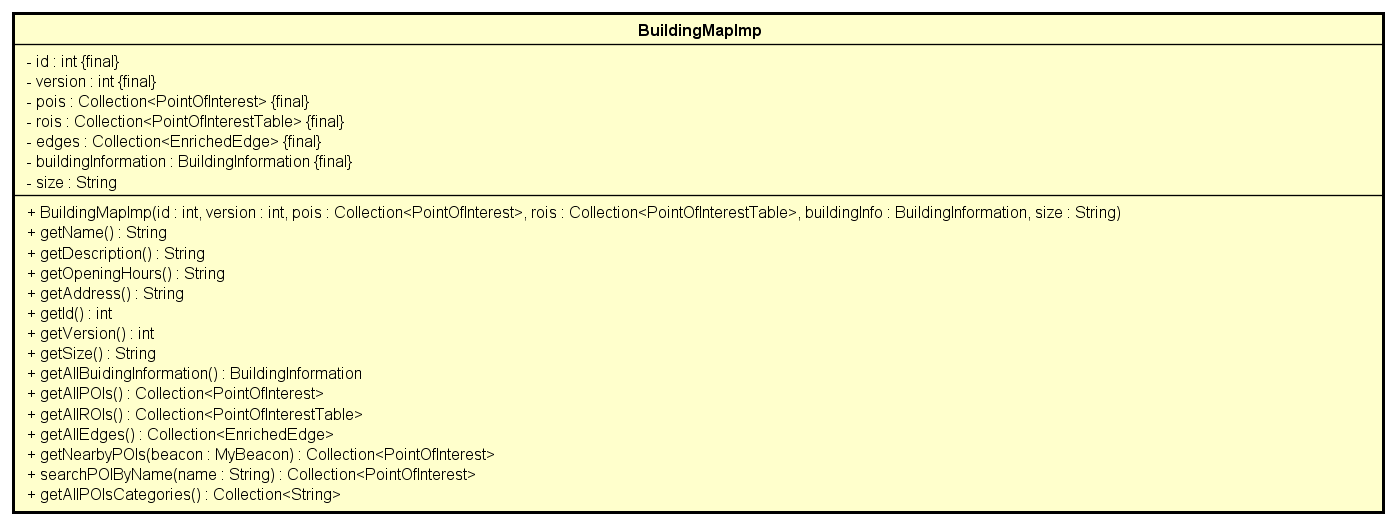 BuildingMapImp
- id : int {final}
- version : int {final}
- pois : Collection<PointOfInterest> {final}
- rois : Collection<PointOfInterestTable> {final}
- edges : Collection<EnrichedEdge> {final}
- buildingInformation : BuildingInformation {final}
- size : String
+ BuildingMapImp(id : int, version : int, pois : Collection<PointOfInterest>, rois : Collection<PointOfInterestTable>, buildingInfo : BuildingInformation, size : String)
+ getName() : String
+ getDescription() : String
+ getOpeningHours() : String
+ getAddress() : String
+ getId() : int
+ getVersion() : int
+ getSize() : String
+ getAllBuidingInformation() : BuildingInformation
+ getAllPOIs() : Collection<PointOfInterest>
+ getAllROIs() : Collection<PointOfInterestTable>
+ getAllEdges() : Collection<EnrichedEdge>
+ getNearbyPOIs(beacon : MyBeacon) : Collection<PointOfInterest>
+ searchPOIByName(name : String) : Collection<PointOfInterest>
+ getAllPOIsCategories() : Collection<String>